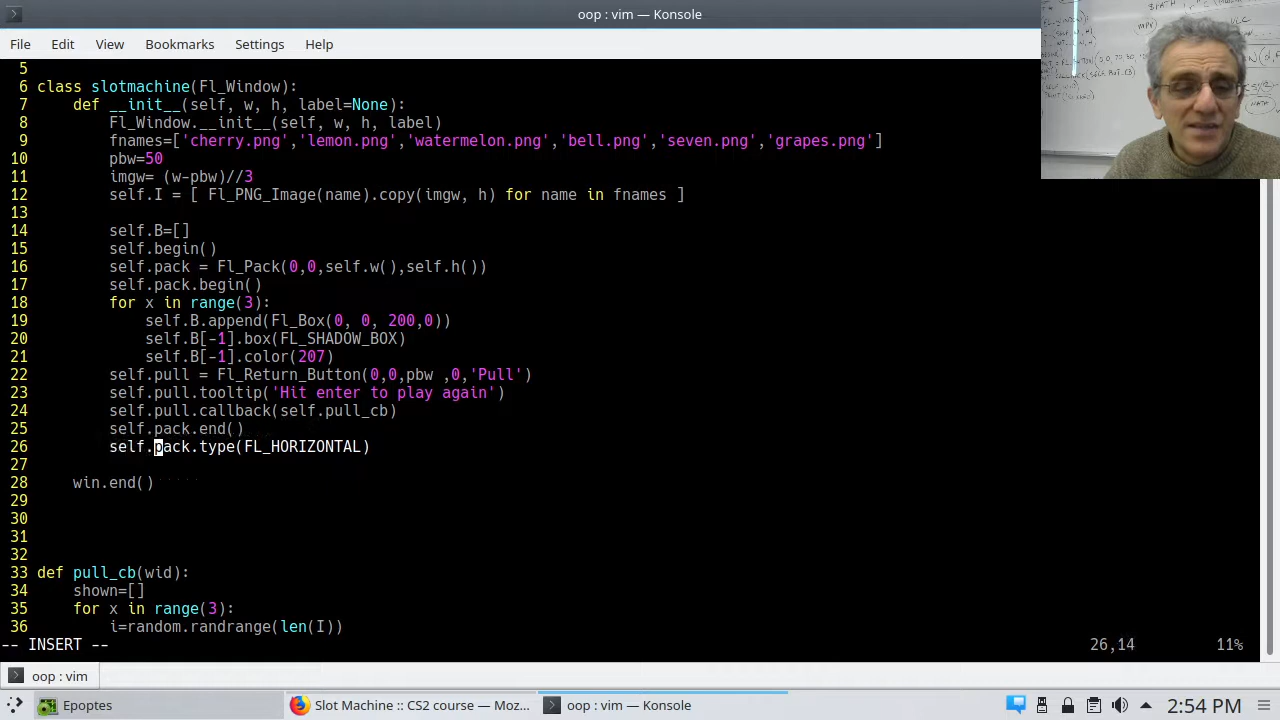 oop : vim — Konsole
File Edit View Bookmarks Settings Help
5
6 class slotmachine(Fl_Window):
7     def __init__(self, w, h, label=None):
8         Fl_Window.__init__(self, w, h, label)
9         fnames=['cherry.png','lemon.png','watermelon.png','bell.png','seven.png','grapes.png']
10         pbw=50
11         imgw= (w-pbw)//3
12         self.I = [ Fl_PNG_Image(name).copy(imgw, h) for name in fnames ]
13
14         self.B=[]
15         self.begin()
16         self.pack = Fl_Pack(0,0,self.w(),self.h())
17         self.pack.begin()
18         for x in range(3):
19             self.B.append(Fl_Box(0, 0, 200,0))
20             self.B[-1].box(FL_SHADOW_BOX)
21             self.B[-1].color(207)
22         self.pull = Fl_Return_Button(0,0,pbw ,0,'Pull')
23         self.pull.tooltip('Hit enter to play again')
24         self.pull.callback(self.pull_cb)
25         self.pack.end()
26         self.pack.type(FL_HORIZONTAL)
27
28     win.end()
29
30
31
32
33 def pull_cb(wid):
34     shown=[]
35     for x in range(3):
36         i=random.randrange(len(I))
-- INSERT -- 26,14 11%
oop : vim
Epoptes Slot Machine :: CS2 course — Moz... oop : vim — Konsole 2:54 PM